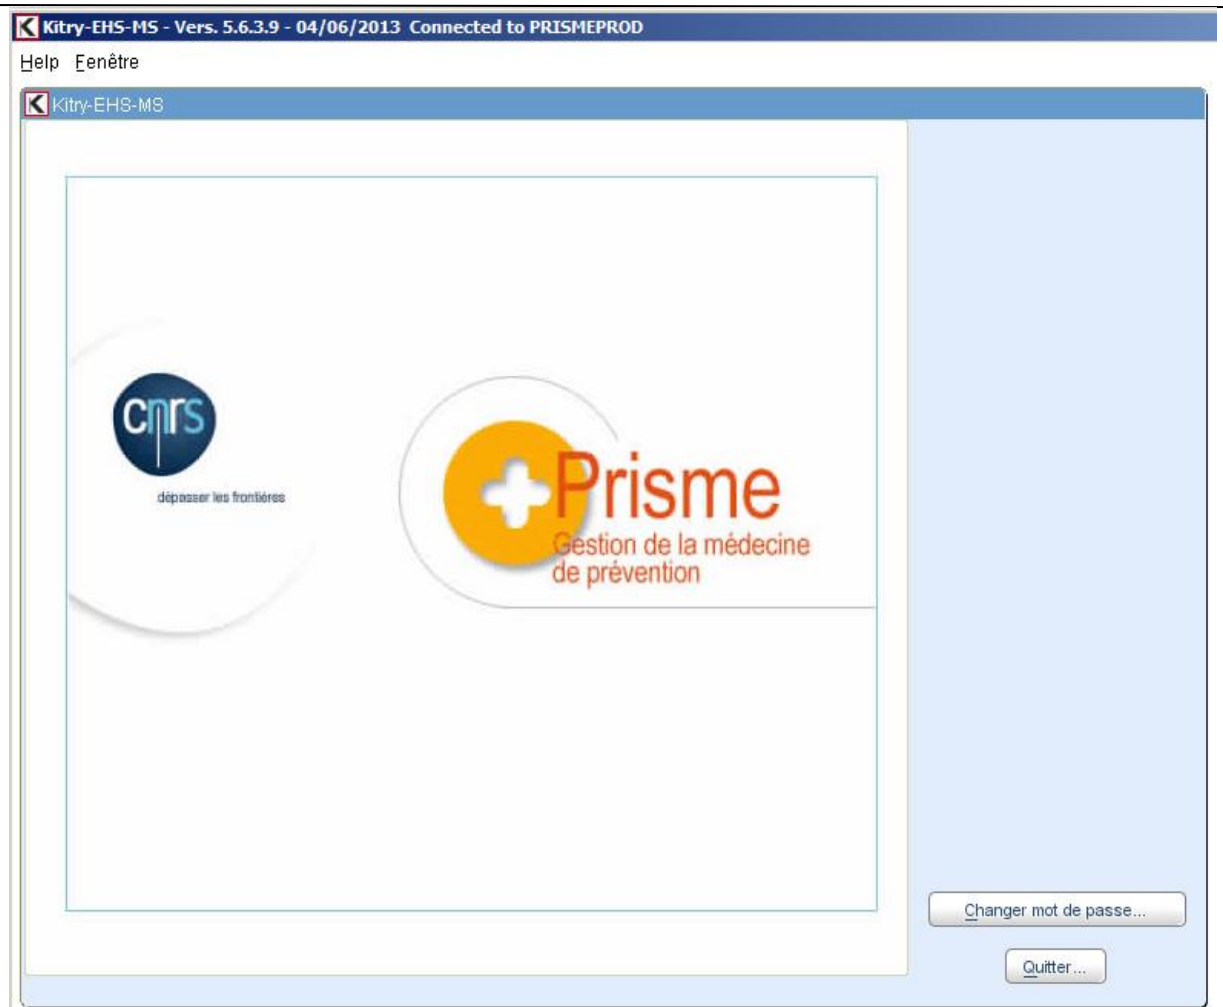 Kitry-EHS-MS - Vers. 5.6.3.9 - 04/06/2013 Connected to PRISMEPROD
Help Fenêtre
Kitry-EHS-MS
cnrs
dépasser les frontières
Prisme
Gestion de la médecine
de prévention
Changer mot de passe...
Quitter...